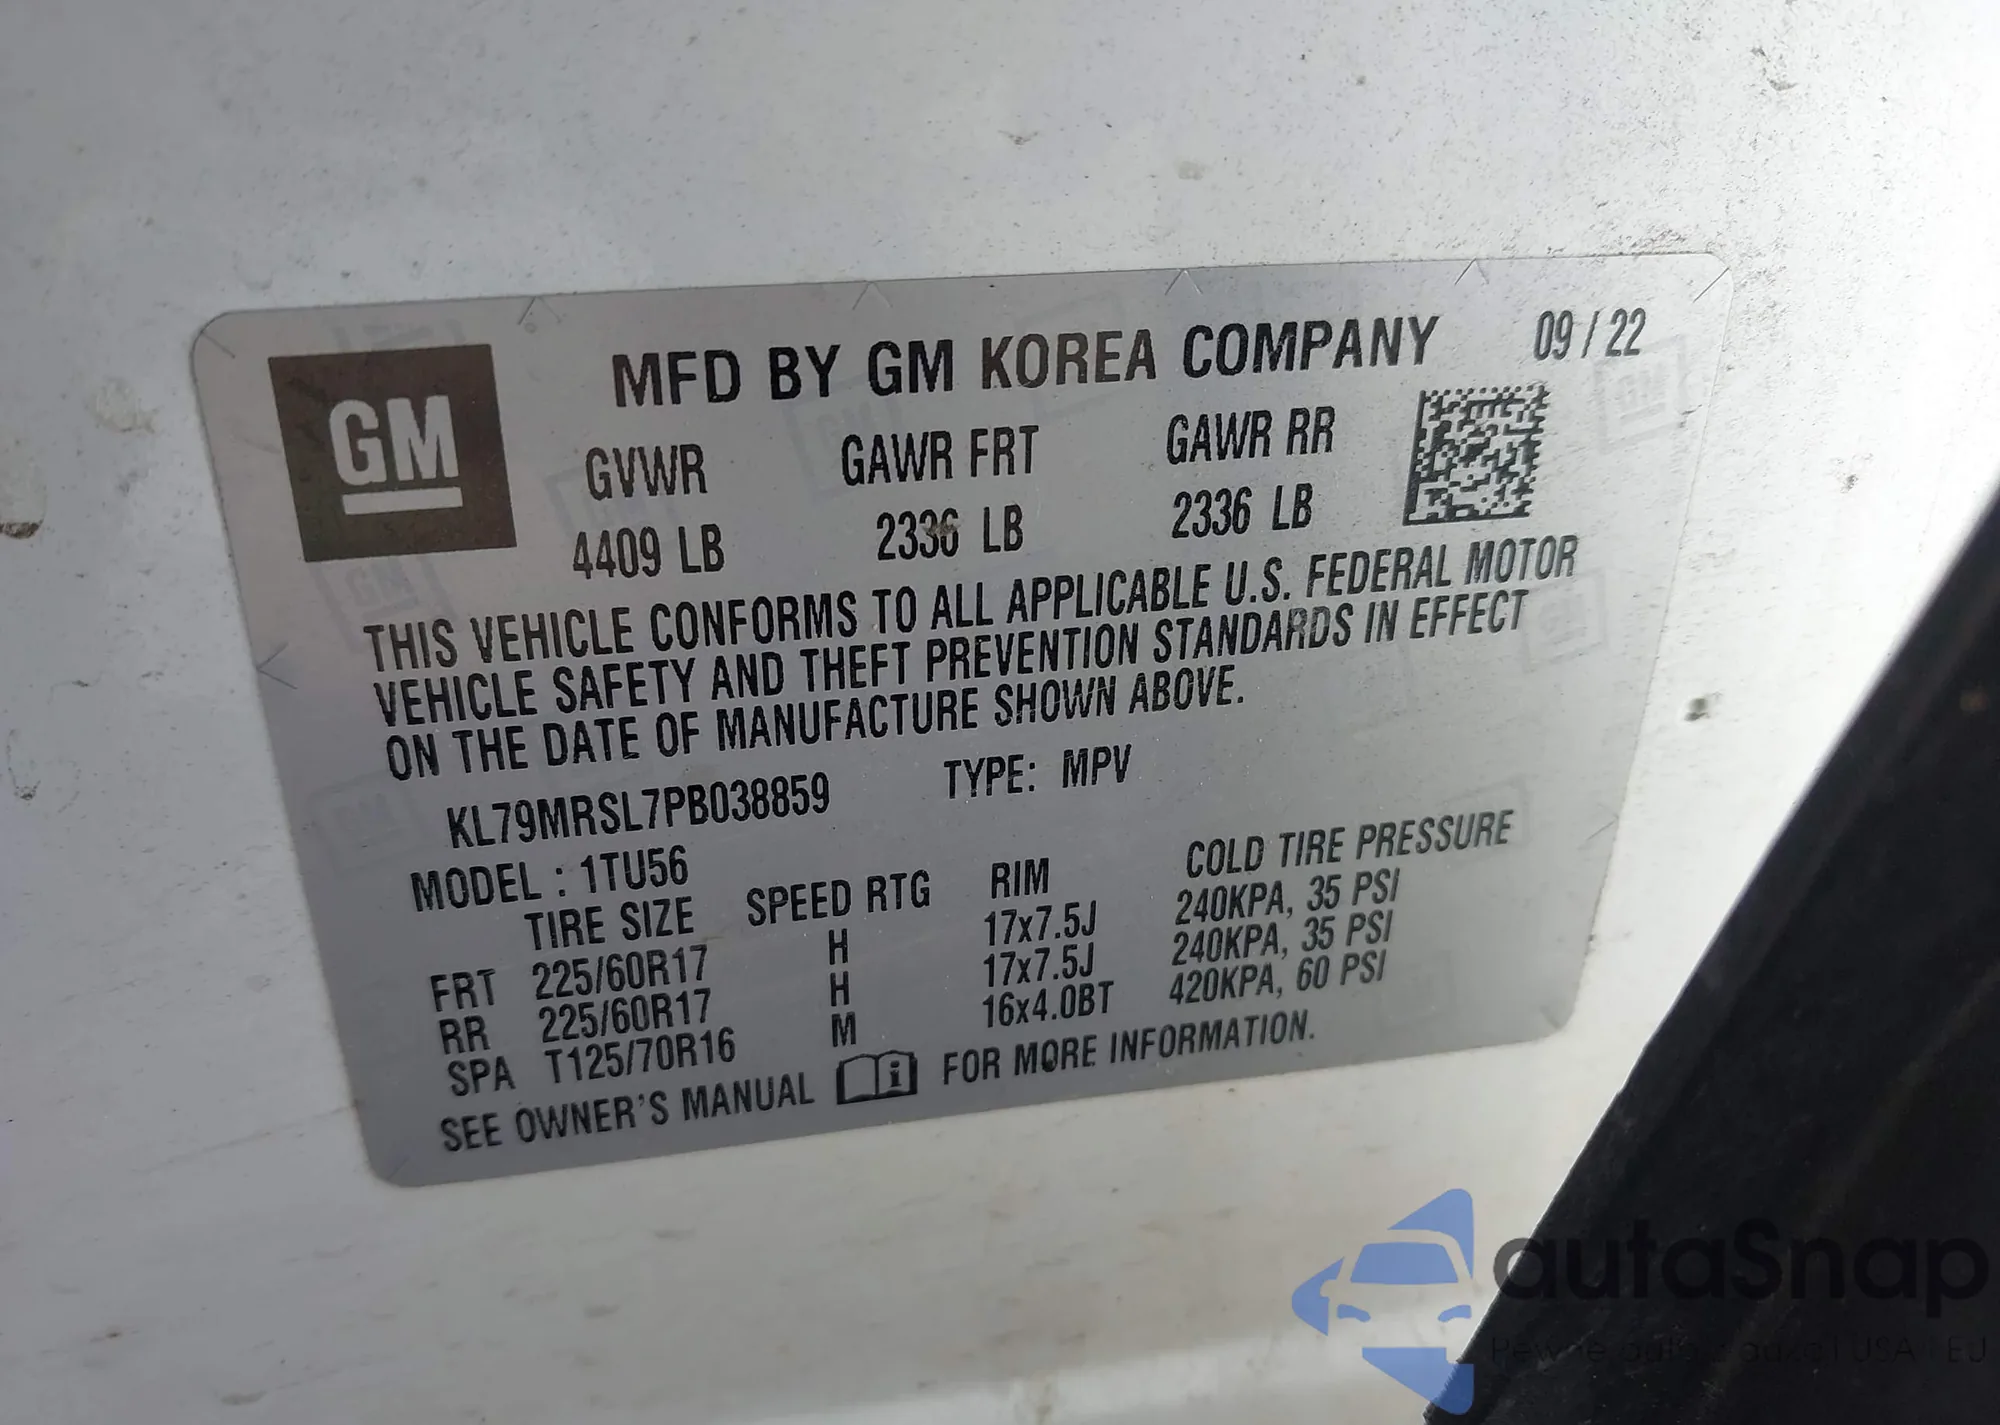 GM
MFD BY GM KOREA COMPANY 09 / 22
GVWR GAWR FRT GAWR RR
4409 LB 2336 LB 2336 LB
THIS VEHICLE CONFORMS TO ALL APPLICABLE U.S. FEDERAL MOTOR
VEHICLE SAFETY AND THEFT PREVENTION STANDARDS IN EFFECT
ON THE DATE OF MANUFACTURE SHOWN ABOVE.
KL79MRSL7PB038859 TYPE: MPV
MODEL : 1TU56
TIRE SIZE SPEED RTG RIM COLD TIRE PRESSURE
FRT 225/60R17 H 17x7.5J 240KPA, 35 PSI
RR 225/60R17 H 17x7.5J 240KPA, 35 PSI
SPA T125/70R16 M 16x4.0BT 420KPA, 60 PSI
SEE OWNER'S MANUAL i FOR MORE INFORMATION.
autaSnap
USA EU